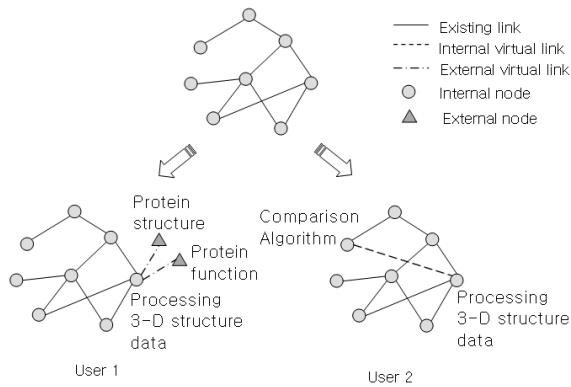 Existing link
Internal virtual link
External virtual link
Internal node
External node
Protein
structure
Protein
function
Processing
3-D structure
data
User 1
Comparison
Algorithm
Processing
3-D structure
data
User 2